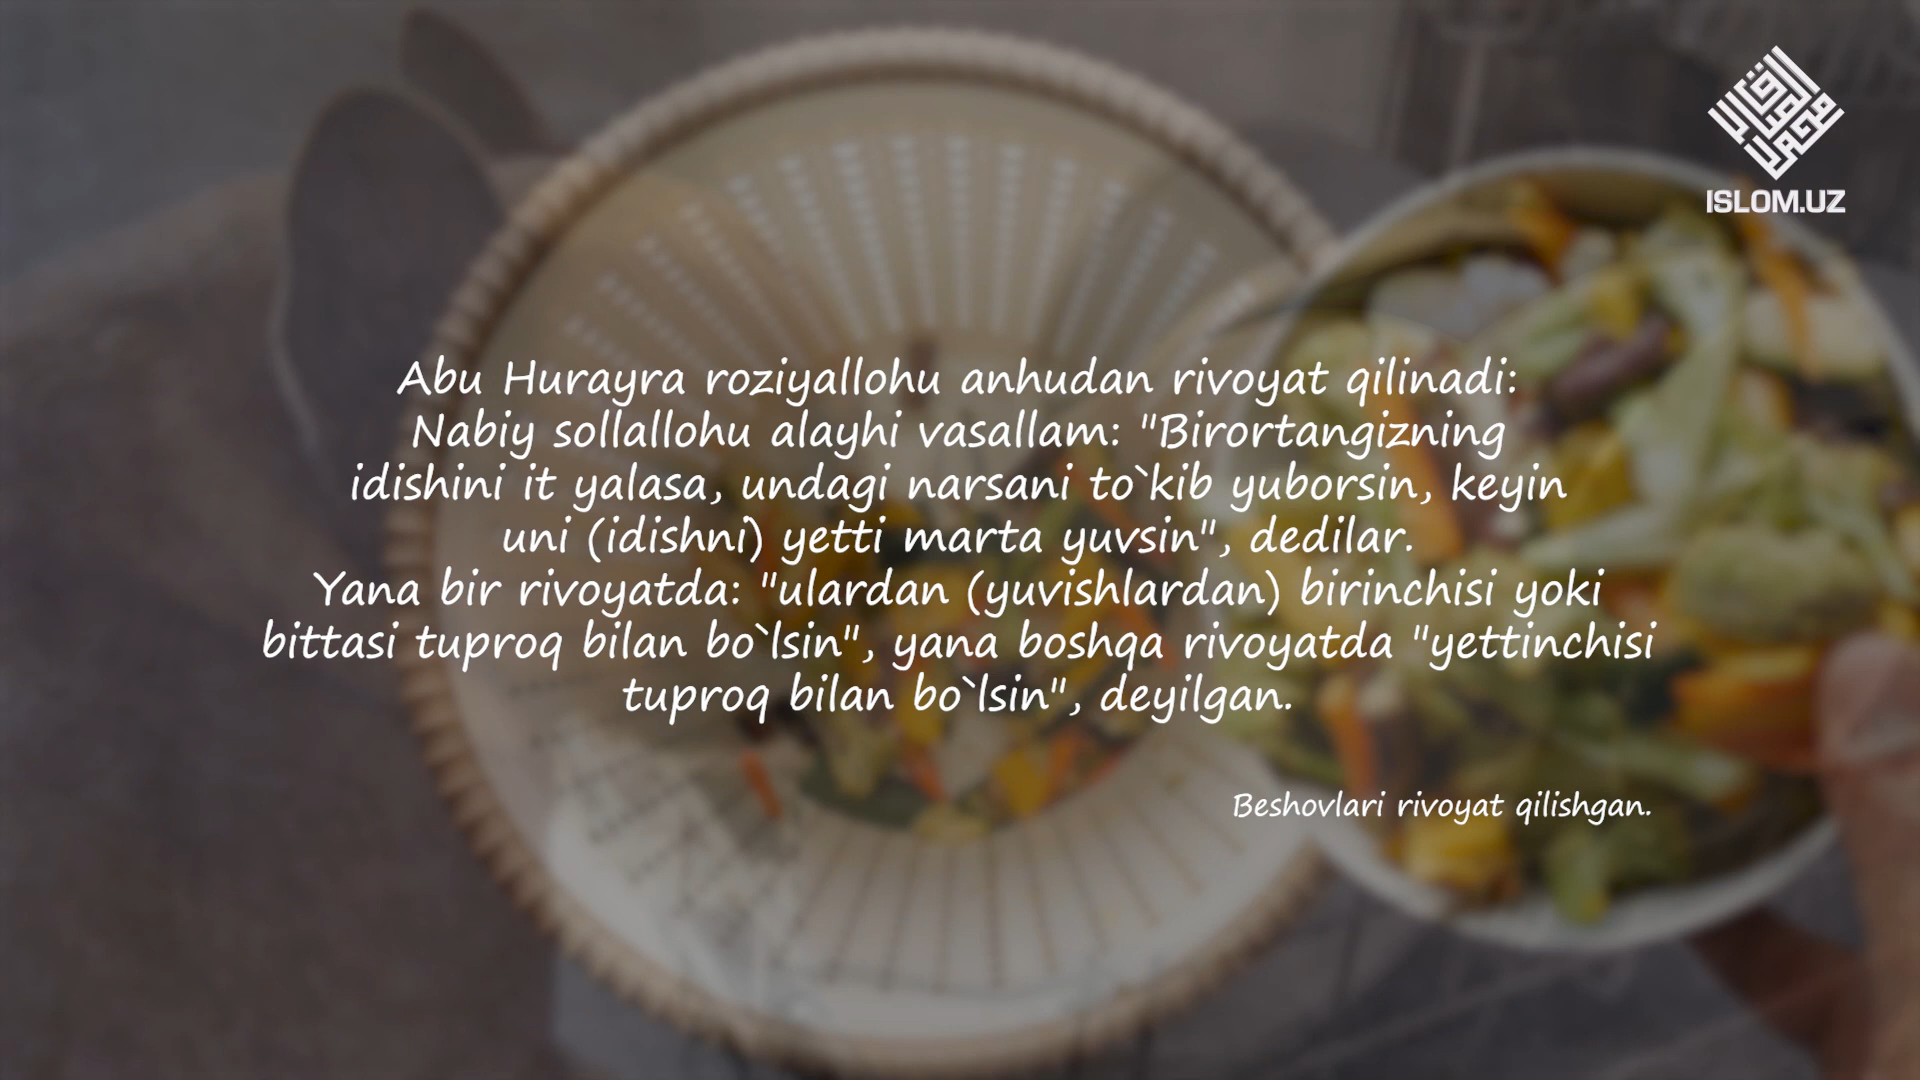 ISLOM.UZ
Abu Hurayra roziyallohu anhudan rivoyat qilinadi:
Nabiy sollallohu alayhi vasallam: "Birortangizning
idishini it yalasa, undagi narsani to`kib yuborsin, keyin
uni (idishni) yetti marta yuvsin", dedilar.
Yana bir rivoyatda: "ulardan (yuvishlardan) birinchisi yoki
bittasi tuproq bilan bo`lsin", yana boshqa rivoyatda "yettinchisi
tuproq bilan bo`lsin", deyilgan.
Beshovlari rivoyat qilishgan.